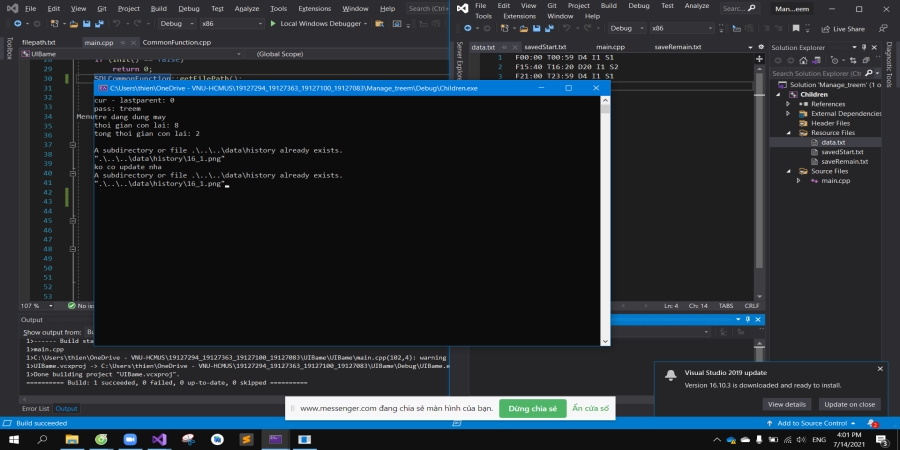 File Edit View Git Project Build Debug Test Analyze Tools Extensions Window Help Search (Ctrl+
Debug x86 Local Windows Debugger
filepath.txt main.cpp CommonFunction.cpp
UIBame (Global Scope)
29 return 0;
30 SDLCommonFunction::getFilePath();
31
32
33
34
35
36
37
38
39
40
41
42
43
44
45
46
47
48
49
50
51
52
53
Toolbox
Menu
107 % No iss
Output
Show output from: Bu
1>------ Build sta
1>main.cpp
1>C:\Users\thien\OneDrive - VNU-HCMUS\19127294_19127363_19127100_19127083\UIBame\UIBame\main.cpp(102,4): warning
1>UIBame.vcxproj -> C:\Users\thien\OneDrive - VNU-HCMUS\19127294_19127363_19127100_19127083\UIBame\Debug\UIBame.e
1>Done building project "UIBame.vcxproj".
========== Build: 1 succeeded, 0 failed, 0 up-to-date, 0 skipped ==========
Error List Output
Build succeeded
C:\Users\thien\OneDrive - VNU-HCMUS\19127294_19127363_19127100_19127083\Manage_treem\Debug\Children.exe
cur - lastparent: 0
pass: treem
tre dang dung may
thoi gian con lai: 8
tong thoi gian con lai: 2
A subdirectory or file .\..\..\data\history already exists.
".\..\..\data\history\16_1.png"
ko co update nha
A subdirectory or file .\..\..\data\history already exists.
".\..\..\data\history\16_1.png"
File Edit View Git Project Build Debug Test Analyze
Tools Extensions Window Help
Sear... Man...eem
Debug x86 Live Share
data.txt savedStart.txt main.cpp saveRemain.txt
1 F00:00 T00:59 D4 I1 S1
2 F15:40 T16:20 D20 I1 S2
3 F21:00 T23:59 D4 I1 S1
Server Explorer
Diagnostic Tools
Solution Explorer
Search Solution Explorer (Ctrl
Solution 'Manage_treem' (1 o
Children
References
External Dependencies
Header Files
Resource Files
data.txt
savedStart.txt
saveRemain.txt
Source Files
main.cpp
Ln: 4 Ch: 14 TABS CRLF
Visual Studio 2019 update
Version 16.10.3 is downloaded and ready to install.
View details Update on close
Add to Source Control 2
www.messenger.com đang chia sẻ màn hình của bạn. Dừng chia sẻ Ẩn cửa sổ
ENG 4:01 PM
7/14/2021
3